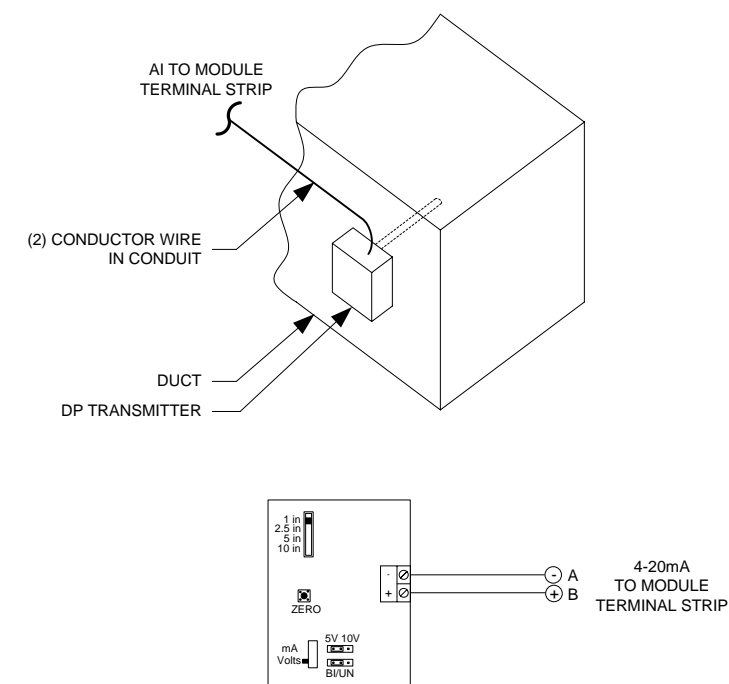 AI TO MODULE
TERMINAL STRIP
(2) CONDUCTOR WIRE
IN CONDUIT
DUCT
DP TRANSMITTER
1 in
2.5 in
5 in
10 in
- A
+ B
4-20mA
TO MODULE
TERMINAL STRIP
-
+
ZERO
5V 10V
mA
Volts
BI/UN